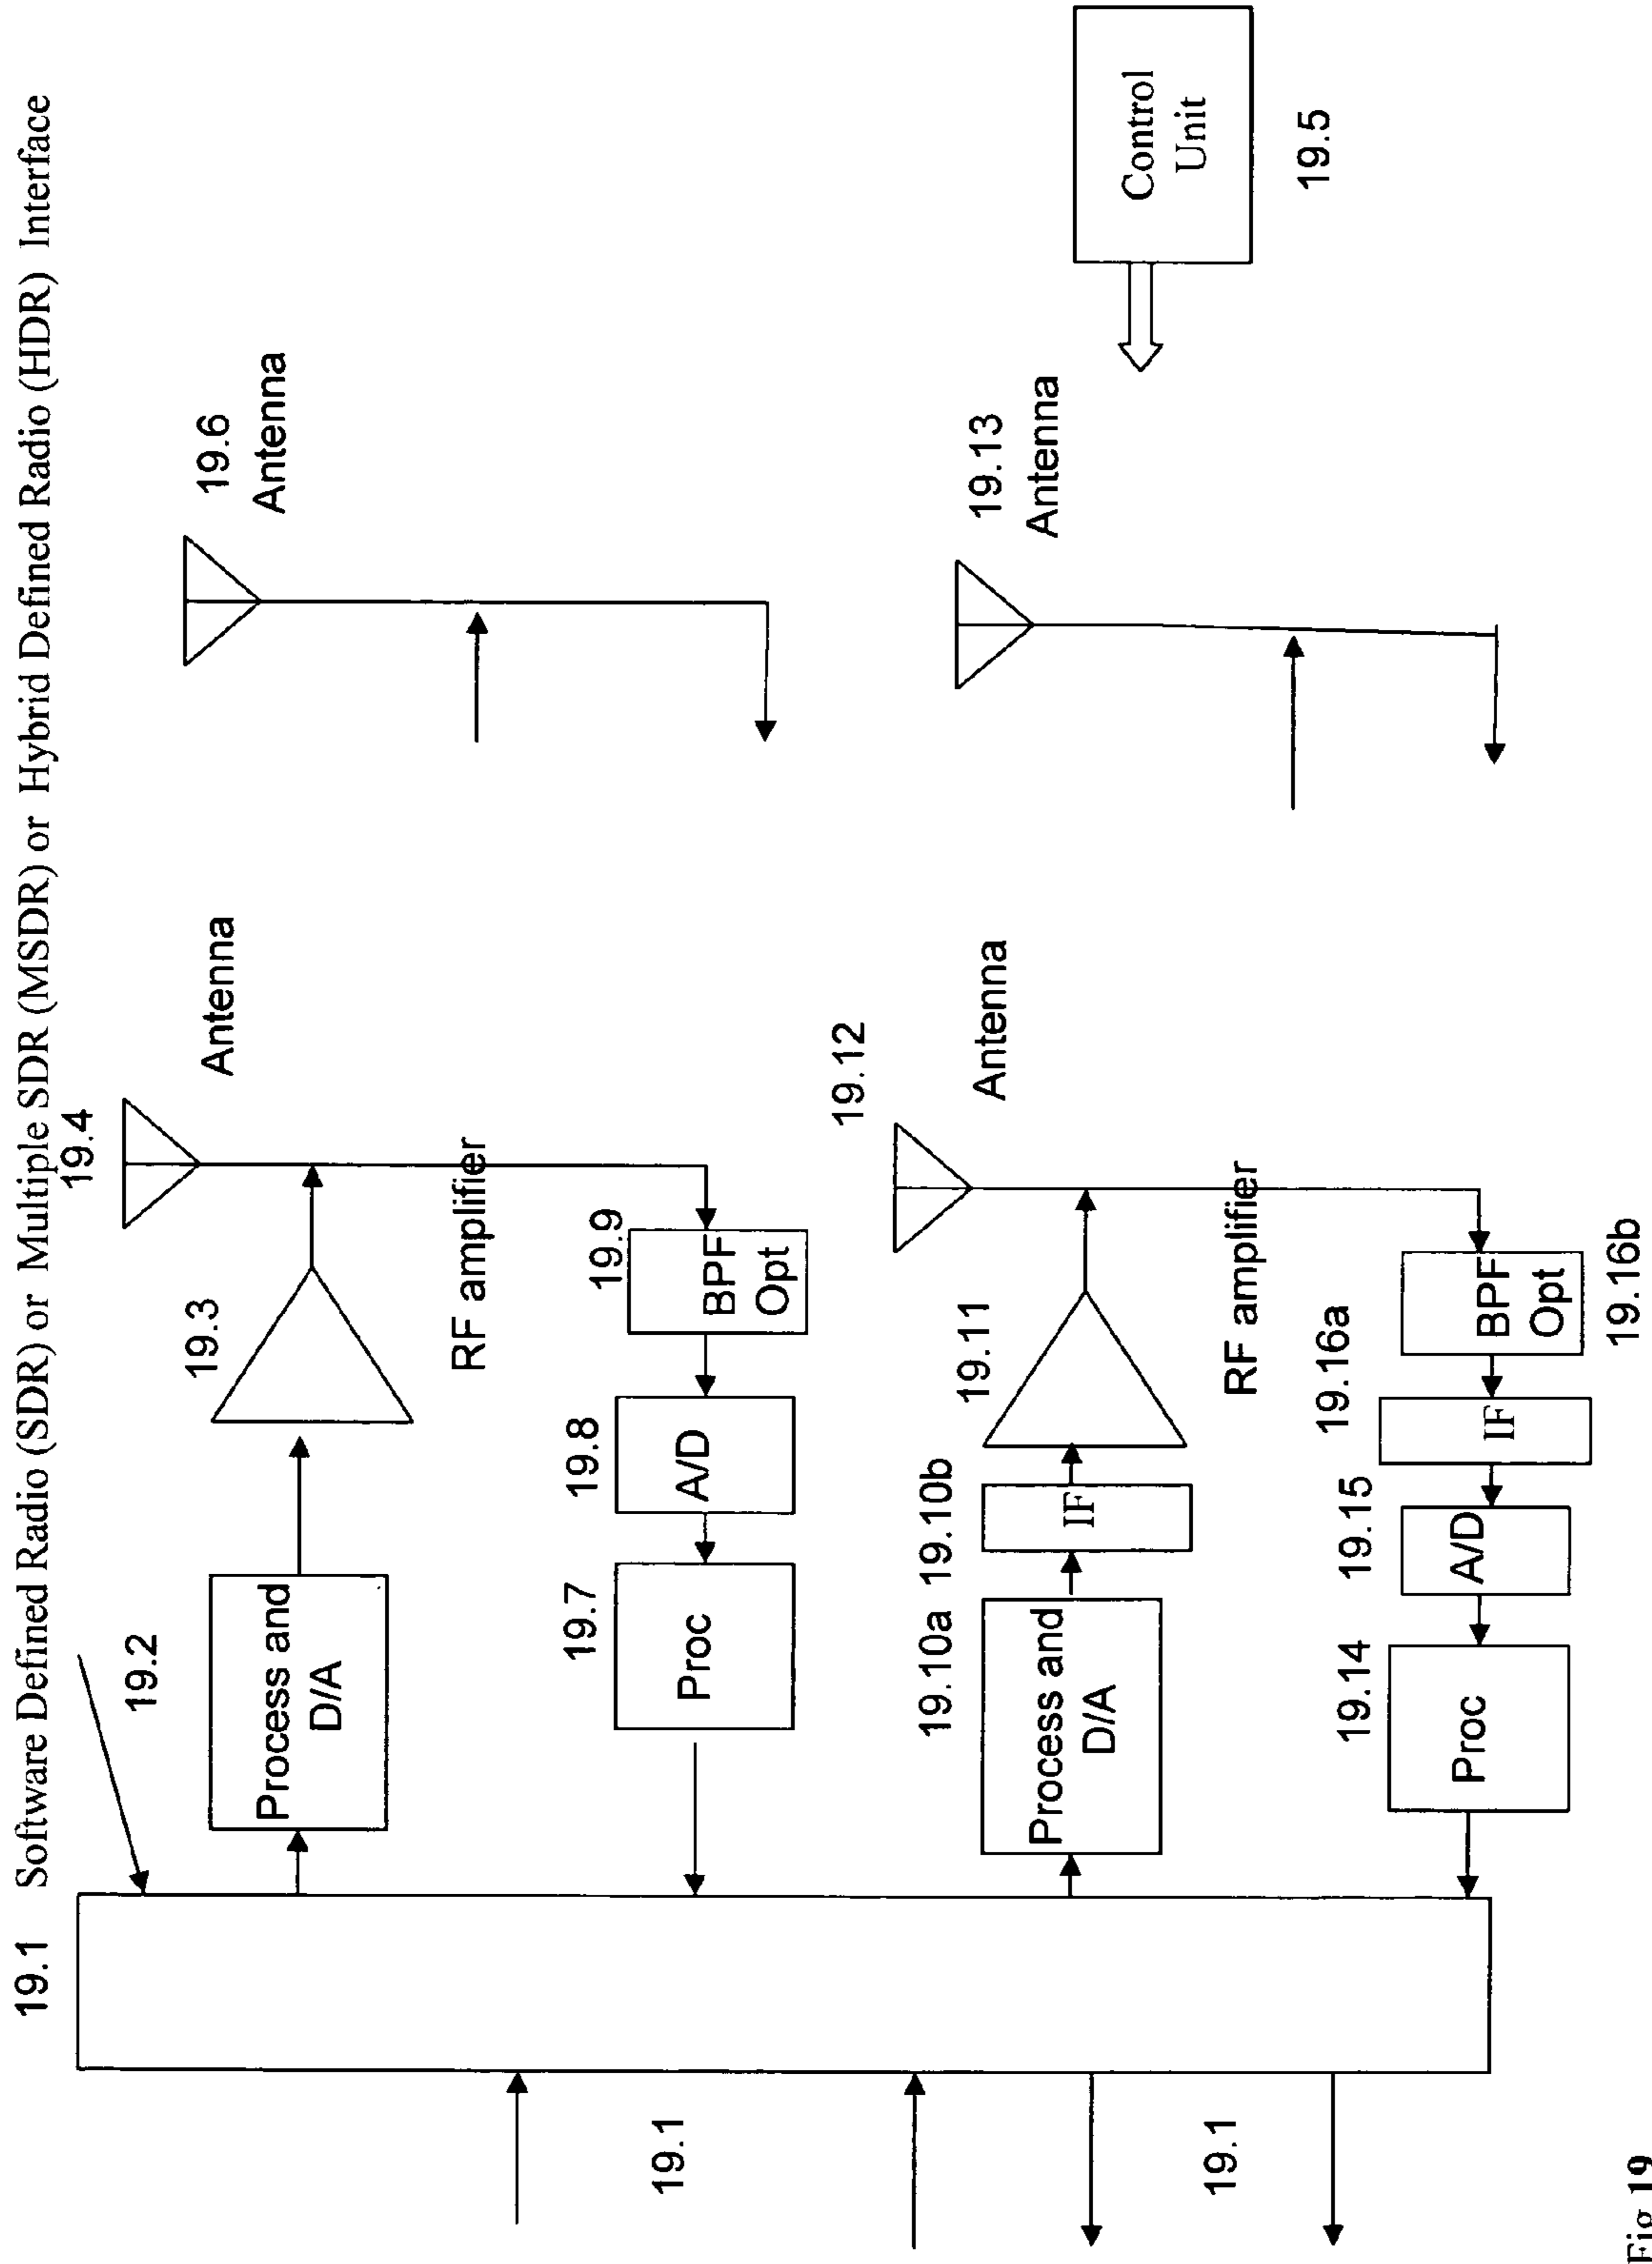 19.1 Software Defined Radio (SDR) or Multiple SDR (MSDR) or Hybrid Defined Radio (HDR) Interface
19.4
Antenna
19.6
Antenna
19.2
Process and
D/A
19.3
RF amplifier
19.7
Proc
19.8
A/D
19.9
BPF
Opt
19.1
19.12
Antenna
19.13
Antenna
19.10a
Process and
D/A
19.10b
IF
19.11
RF amplifier
Control
Unit
19.5
19.1
19.14
Proc
19.15
A/D
19.16a
IF
BPF
Opt
19.16b
Fig 19